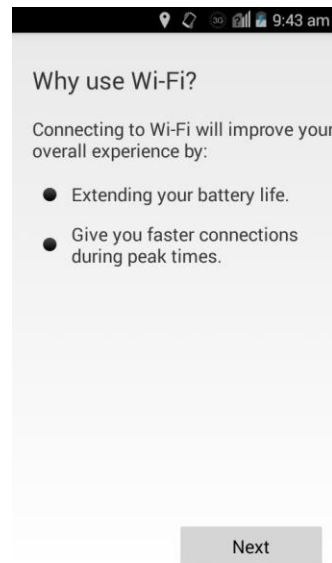 3G 9:43 am
Why use Wi-Fi?
Connecting to Wi-Fi will improve your
overall experience by:
Extending your battery life.
Give you faster connections
during peak times.
Next